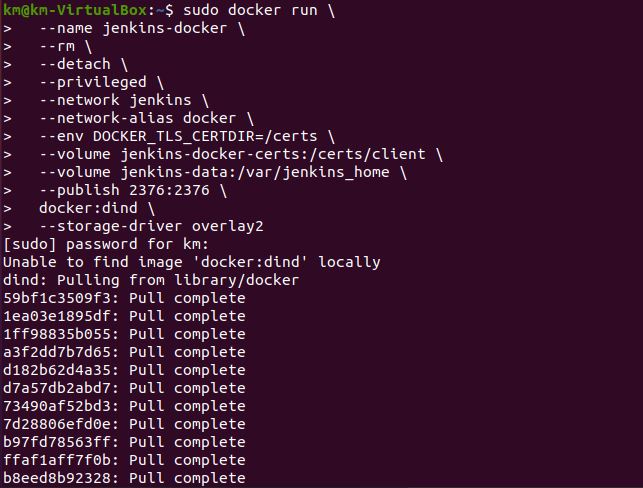 km@km-VirtualBox:~$ sudo docker run \
>   --name jenkins-docker \
>   --rm \
>   --detach \
>   --privileged \
>   --network jenkins \
>   --network-alias docker \
>   --env DOCKER_TLS_CERTDIR=/certs \
>   --volume jenkins-docker-certs:/certs/client \
>   --volume jenkins-data:/var/jenkins_home \
>   --publish 2376:2376 \
>   docker:dind \
>   --storage-driver overlay2
[sudo] password for km:
Unable to find image 'docker:dind' locally
dind: Pulling from library/docker
59bf1c3509f3: Pull complete
1ea03e1895df: Pull complete
1ff98835b055: Pull complete
a3f2dd7b7d65: Pull complete
d182b62d4a35: Pull complete
d7a57db2abd7: Pull complete
73490af52bd3: Pull complete
7d28806efd0e: Pull complete
b97fd78563ff: Pull complete
ffaf1aff7f0b: Pull complete
b8eed8b92328: Pull complete